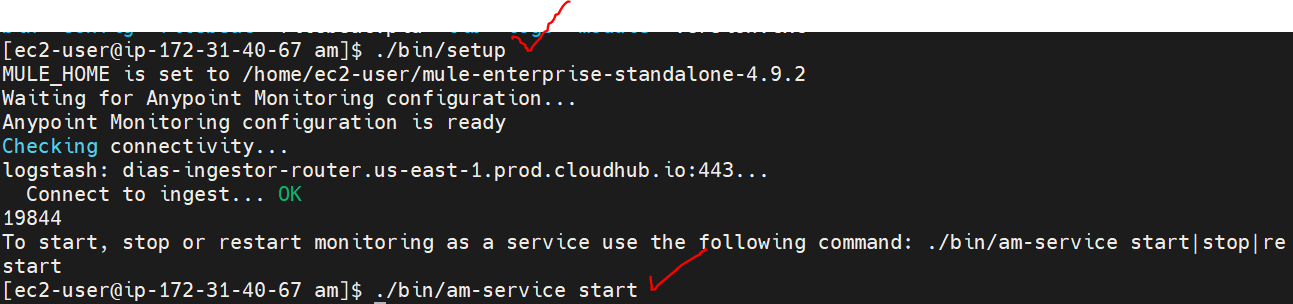 [ec2-user@ip-172-31-40-67 am]$ ./bin/setup
MULE_HOME is set to /home/ec2-user/mule-enterprise-standalone-4.9.2
Waiting for Anypoint Monitoring configuration...
Anypoint Monitoring configuration is ready
Checking connectivity...
logstash: dias-ingestor-router.us-east-1.prod.cloudhub.io:443...
  Connect to ingest... OK
19844
To start, stop or restart monitoring as a service use the following command: ./bin/am-service start|stop|re
start
[ec2-user@ip-172-31-40-67 am]$ ./bin/am-service start